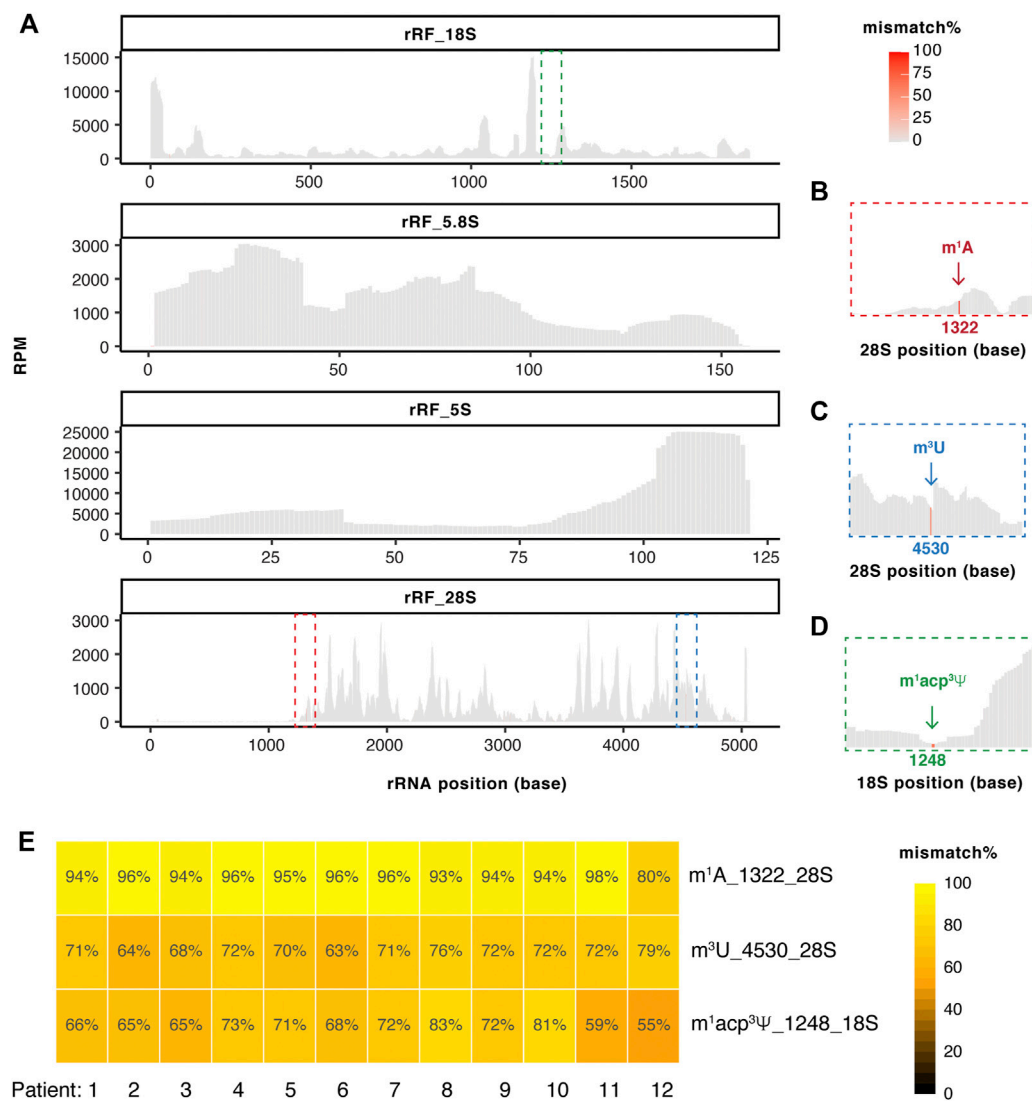 A
rRF_18S
15000
10000
5000
0
0 500 1000 1500
rRF_5.8S
3000
2000
1000
0
0 50 100 150
RPM
rRF_5S
25000
20000
15000
10000
5000
0
0 25 50 75 100 125
rRF_28S
3000
2000
1000
0
0 1000 2000 3000 4000 5000
rRNA position (base)
mismatch%
100
75
50
25
0
B
m¹A
1322
28S position (base)
C
m³U
4530
28S position (base)
D
m¹acp³Ψ
1248
18S position (base)
E
94% 96% 94% 96% 95% 96% 96% 93% 94% 94% 98% 80% m¹A_1322_28S
71% 64% 68% 72% 70% 63% 71% 76% 72% 72% 72% 79% m³U_4530_28S
66% 65% 65% 73% 71% 68% 72% 83% 72% 81% 59% 55% m¹acp³Ψ_1248_18S
Patient: 1 2 3 4 5 6 7 8 9 10 11 12
mismatch%
100
80
60
40
20
0